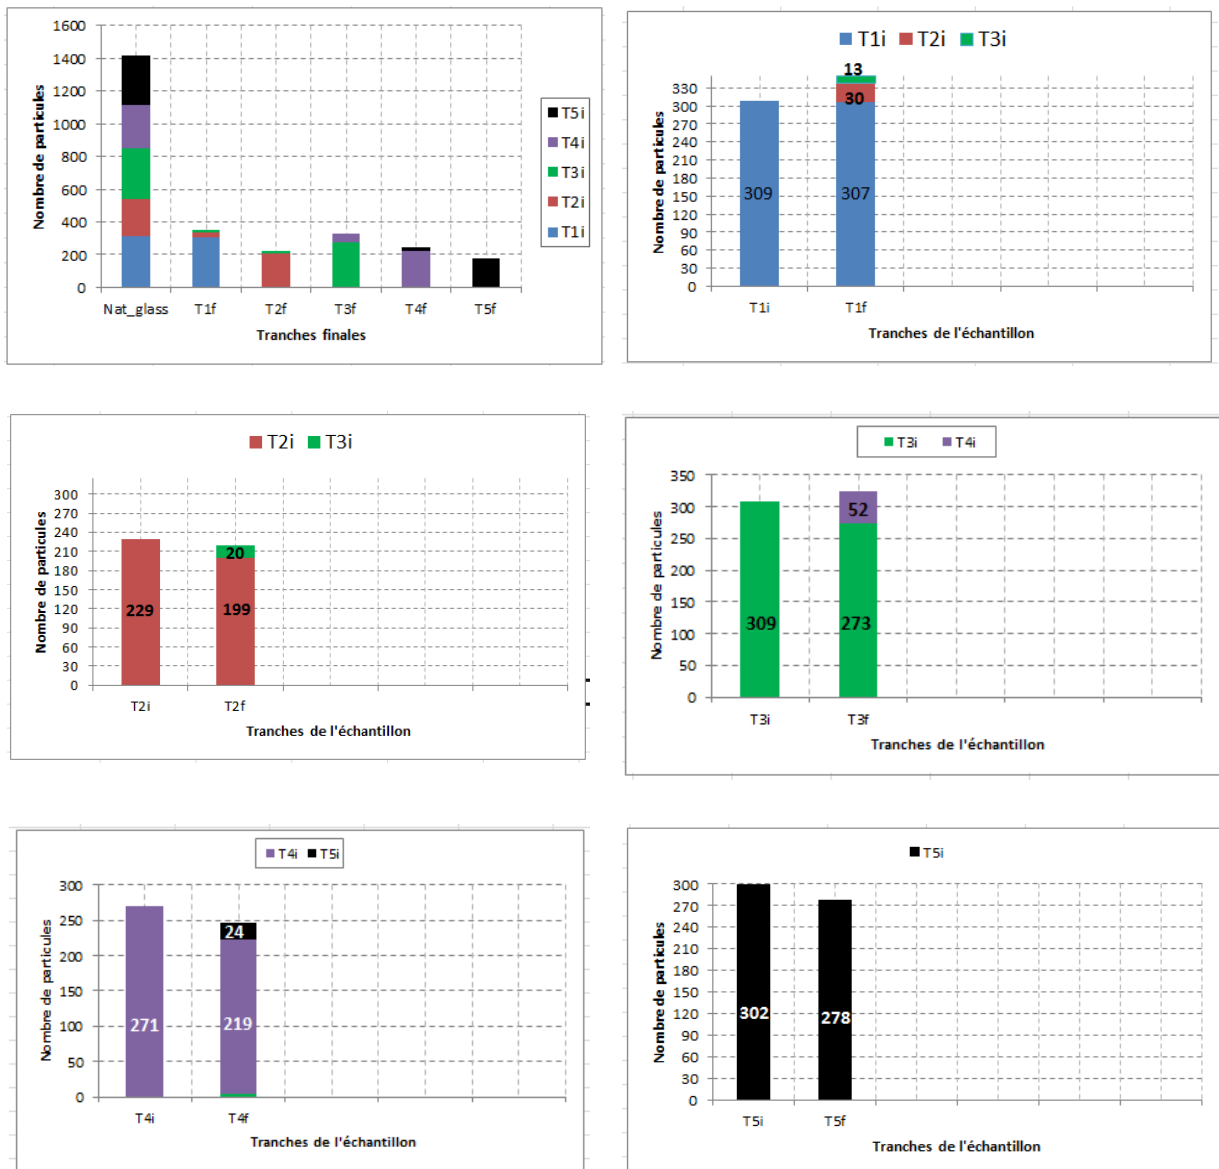 1600
1400
1200
1000
800
600
400
200
0
Nombre de particules
Nat_glass T1f T2f T3f T4f T5f
Tranches finales
T5i
T4i
T3i
T2i
T1i
T1i T2i T3i
330
300
270
240
210
180
150
120
90
60
30
0
Nombre de particules
13
30
309 307
T1i T1f
Tranches de l'échantillon
T2i T3i
300
270
240
210
180
150
120
90
60
30
0
Nombre de particules
20
229 199
T2i T2f
Tranches de l'échantillon
T3i T4i
350
300
250
200
150
100
50
0
Nombre de particules
52
309 273
T3i T3f
Tranches de l'échantillon
T4i T5i
300
250
200
150
100
50
0
Nombre de particules
24
271 219
T4i T4f
Tranches de l'échantillon
T5i
300
270
240
210
180
150
120
90
60
30
0
Nombre de particules
302 278
T5i T5f
Tranches de l'échantillon